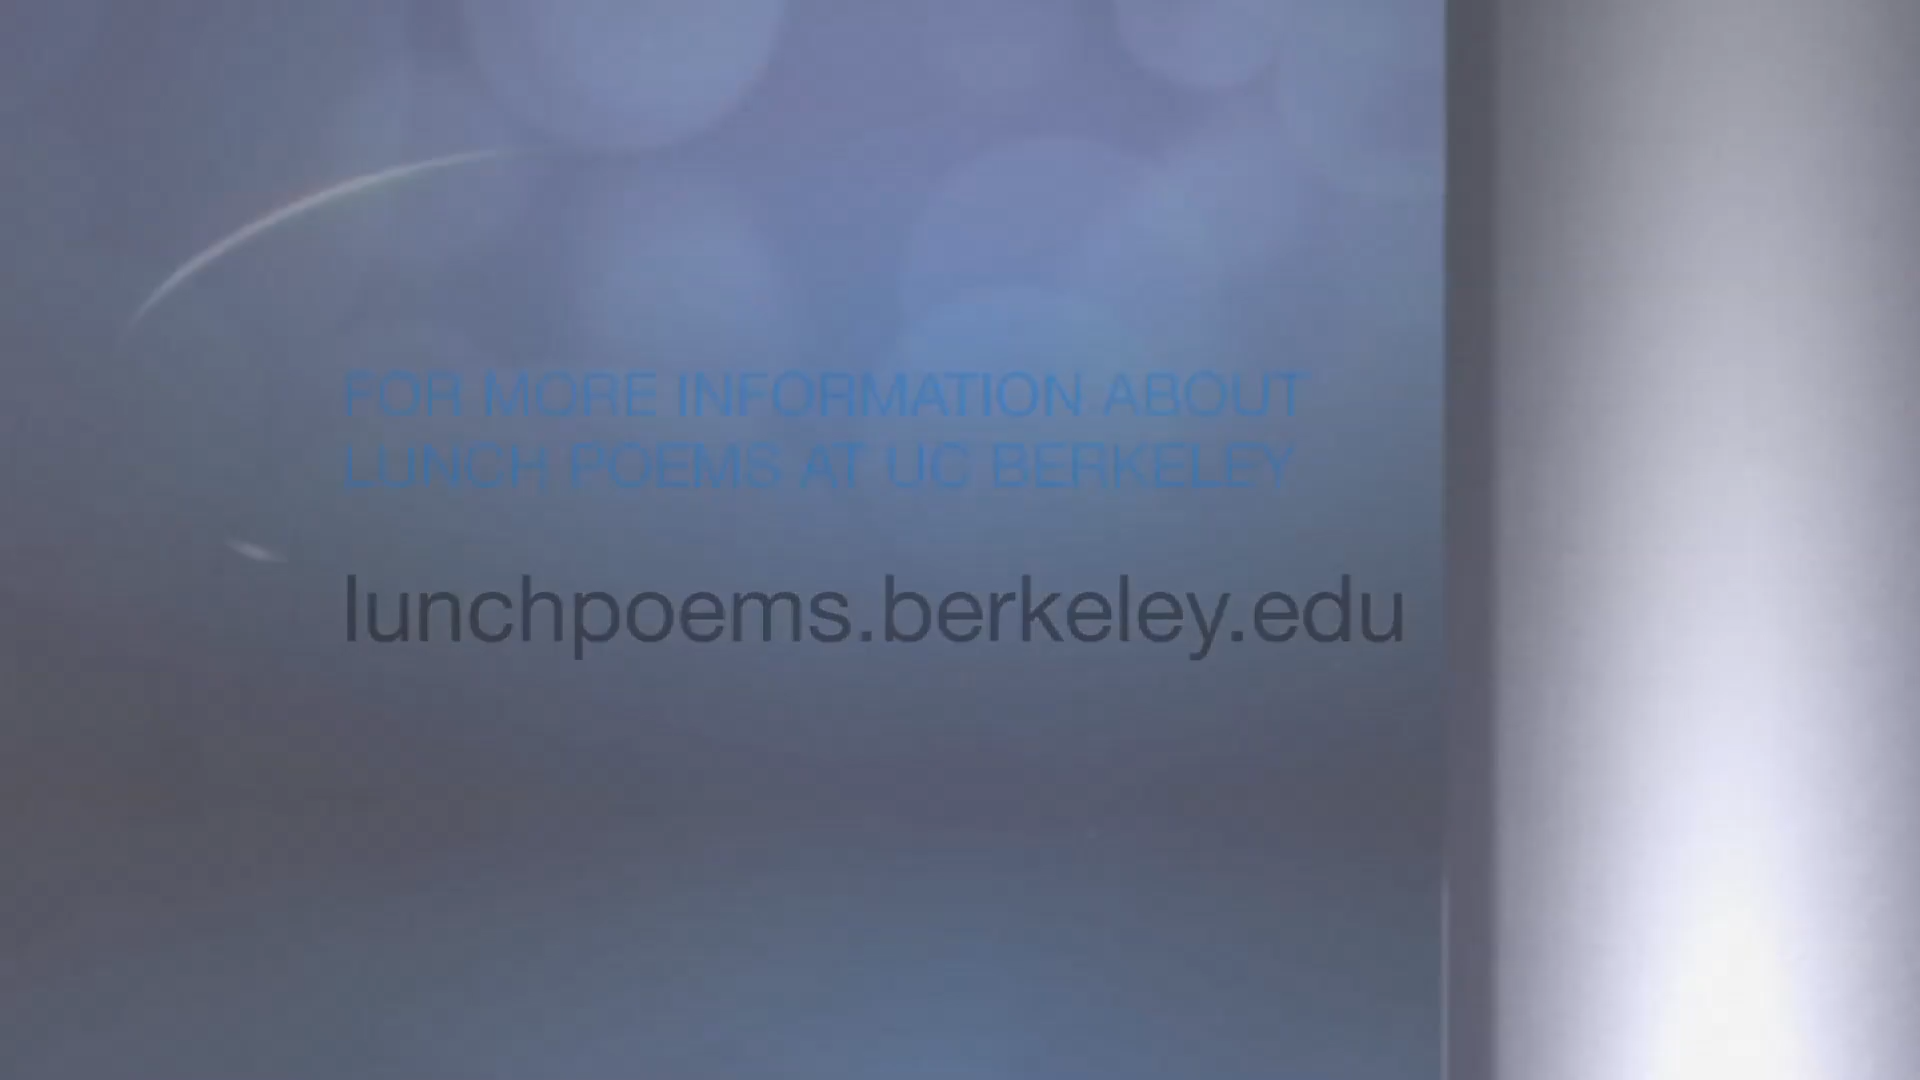 FOR MORE INFORMATION ABOUT
LUNCH POEMS AT UC BERKELEY
lunchpoems.berkeley.edu